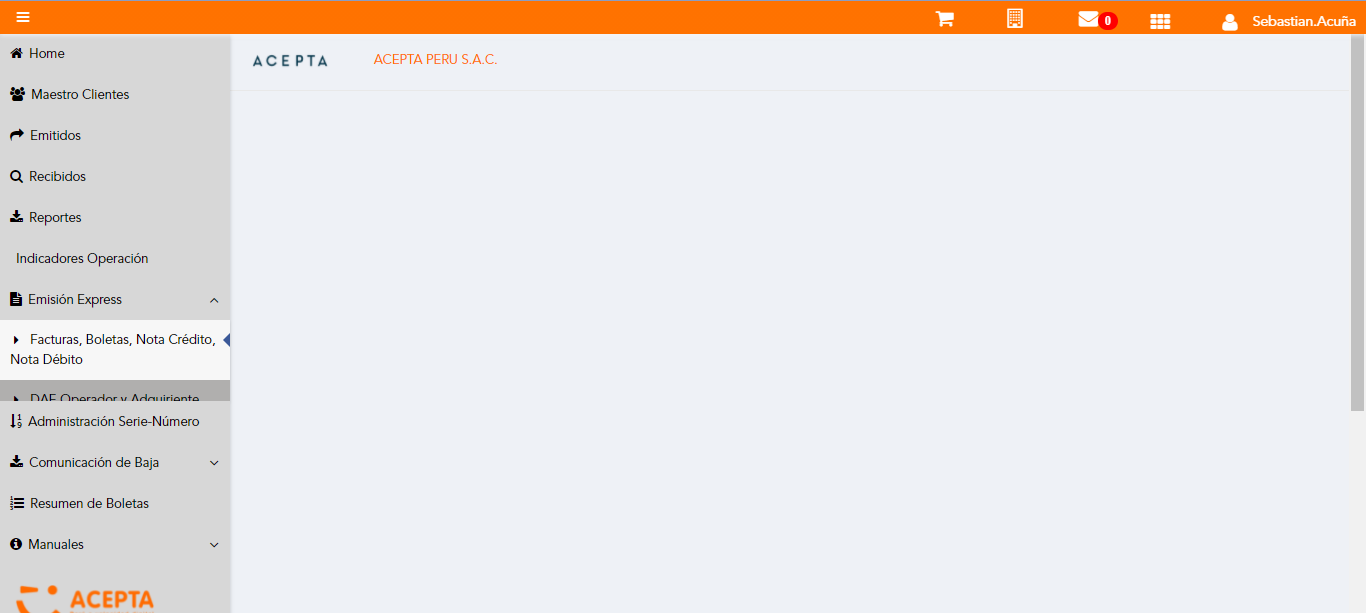 0
Sebastian.Acuña
Home
Maestro Clientes
Emitidos
Recibidos
Reportes
Indicadores Operación
Emisión Express
Facturas, Boletas, Nota Crédito,
Nota Débito
DAE Operador y Adquiriente
Administración Serie-Número
Comunicación de Baja
Resumen de Boletas
Manuales
ACEPTA
ACEPTA
ACEPTA PERU S.A.C.